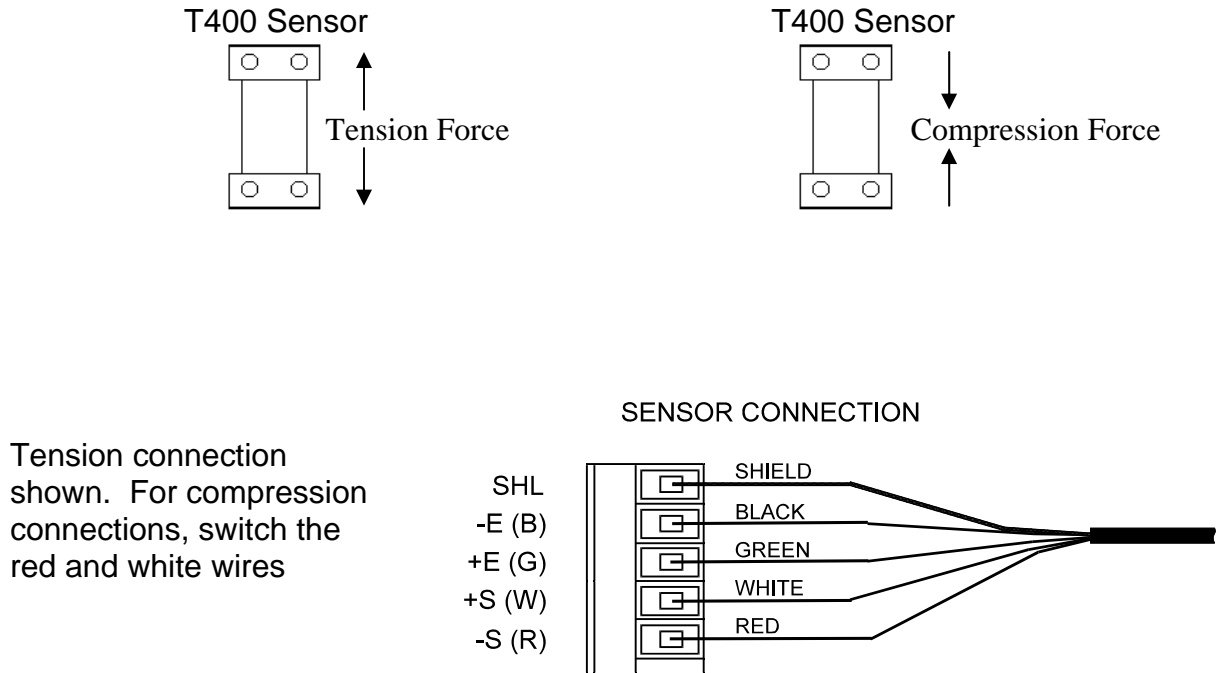 T400 Sensor
Tension Force
T400 Sensor
Compression Force
SENSOR CONNECTION
Tension connection
shown.  For compression
connections, switch the
red and white wires
SHL
-E (B)
+E (G)
+S (W)
-S (R)
SHIELD
BLACK
GREEN
WHITE
RED